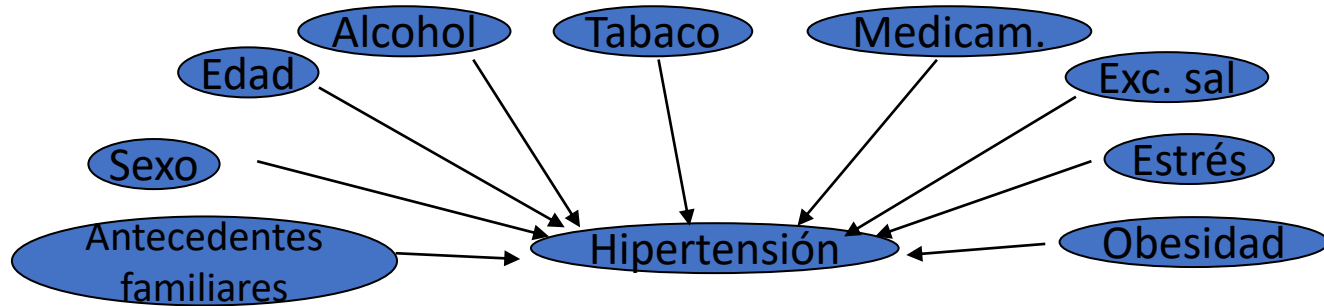 Alcohol
Tabaco
Medicam.
Edad
Exc. sal
Sexo
Estrés
Antecedentes
familiares
Hipertensión
Obesidad